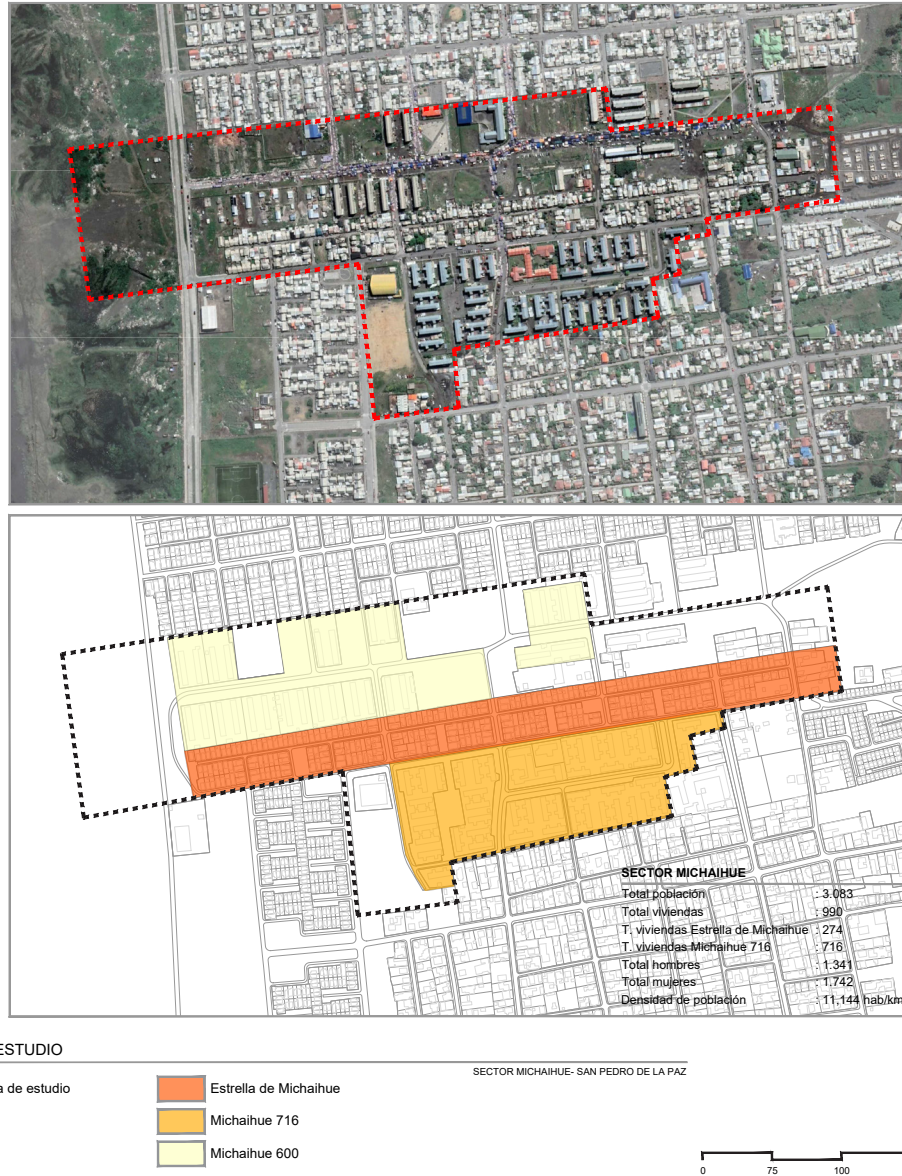 SECTOR MICHAIHUE
Total población : 3.083
Total viviendas : 990
T. viviendas Estrella de Michaihue : 274
T. viviendas Michaihue 716 : 716
Total hombres : 1.341
Total mujeres : 1.742
Densidad de población : 11,144 hab/km
ESTUDIO
SECTOR MICHAIHUE- SAN PEDRO DE LA PAZ
a de estudio
Estrella de Michaihue
Michaihue 716
Michaihue 600
0 75 100